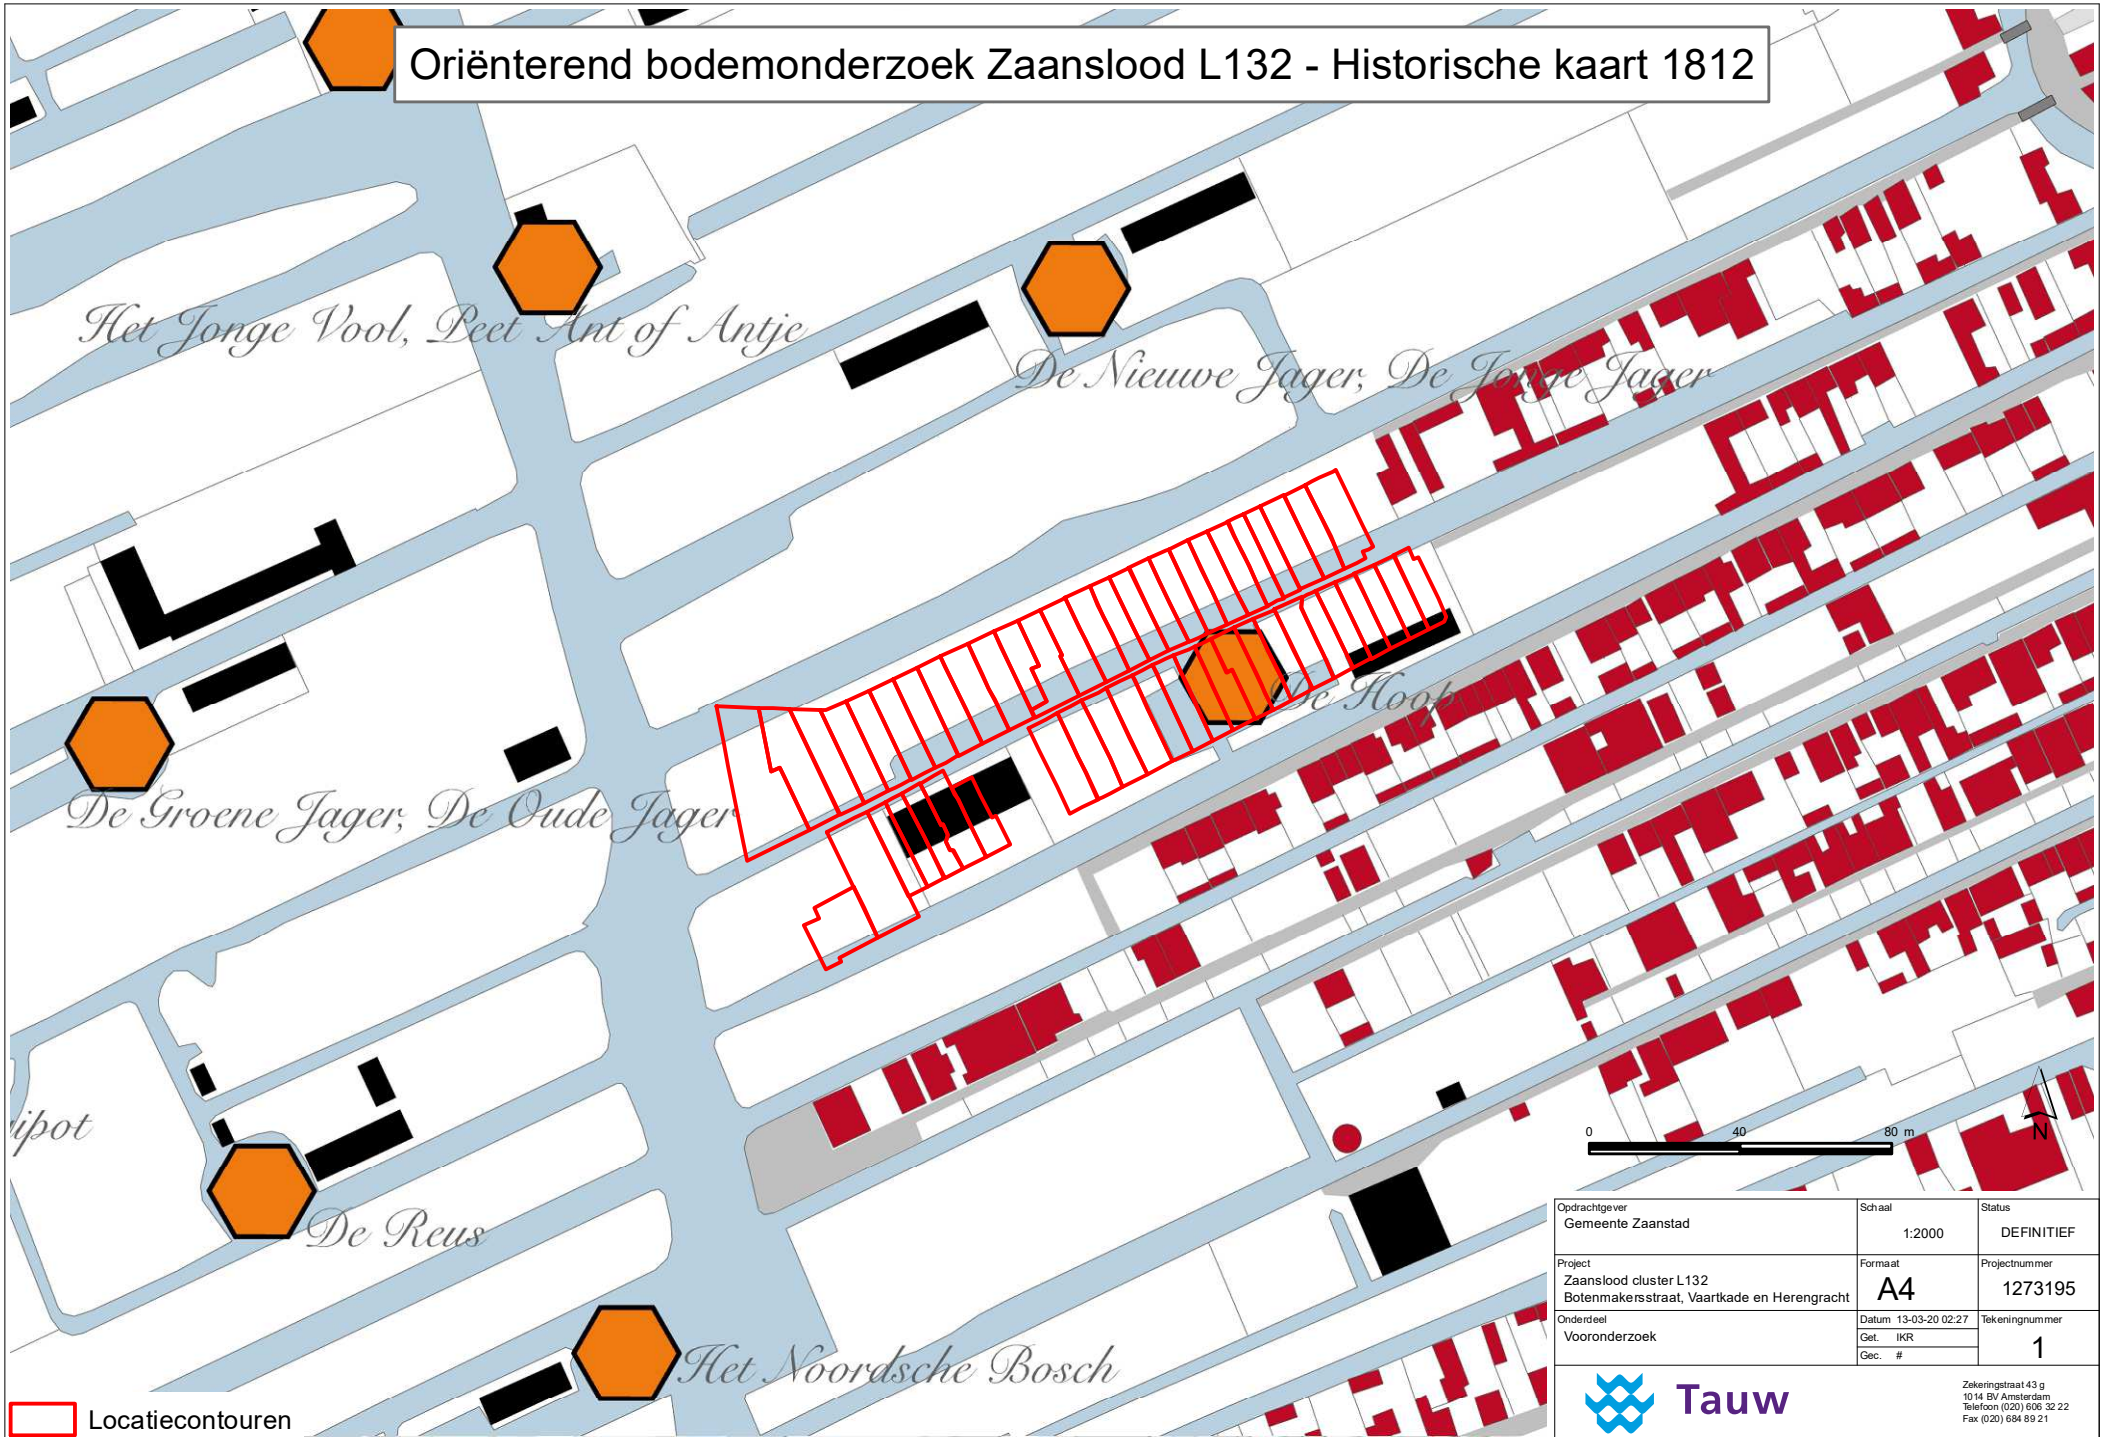 Oriënterend bodemonderzoek Zaanslood L132 - Historische kaart 1812
Het Jonge Vool, Peet Ant of Antje
De Nieuwe Jager, De Jonge Jager
De Hoop
De Groene Jager, De Oude Jager
ipot
De Reus
Het Noordsche Bosch
0 40 80 m
N
Opdrachtgever
Gemeente Zaanstad
Schaal
1:2000
Status
DEFINITIEF
Project
Zaanslood cluster L132
Botenmakersstraat, Vaartkade en Herengracht
Formaat
A4
Projectnummer
1273195
Onderdeel
Vooronderzoek
Datum 13-03-20 02:27
Get. IKR
Gec. #
Tekeningnummer
1
Tauw
Zekeringstraat 43 g
1014 BV Amsterdam
Telefoon (020) 606 32 22
Fax (020) 684 89 21
Locatiecontouren